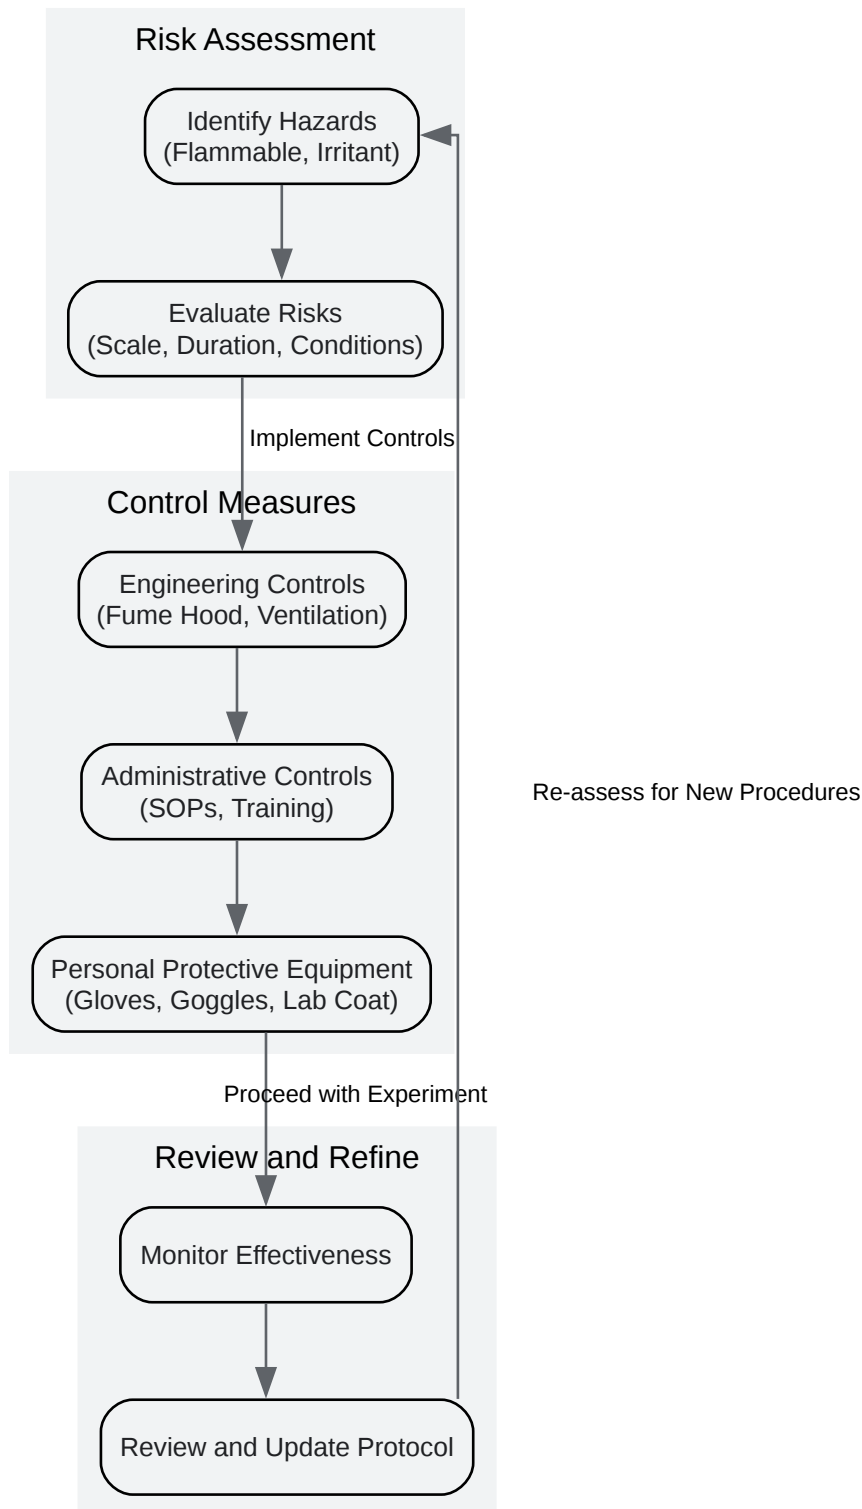 Risk Assessment
Identify Hazards
(Flammable, Irritant)
Evaluate Risks
(Scale, Duration, Conditions)
Implement Controls
Control Measures
Engineering Controls
(Fume Hood, Ventilation)
Administrative Controls
(SOPs, Training)
Re-assess for New Procedures
Personal Protective Equipment
(Gloves, Goggles, Lab Coat)
Proceed with Experiment
Review and Refine
Monitor Effectiveness
Review and Update Protocol